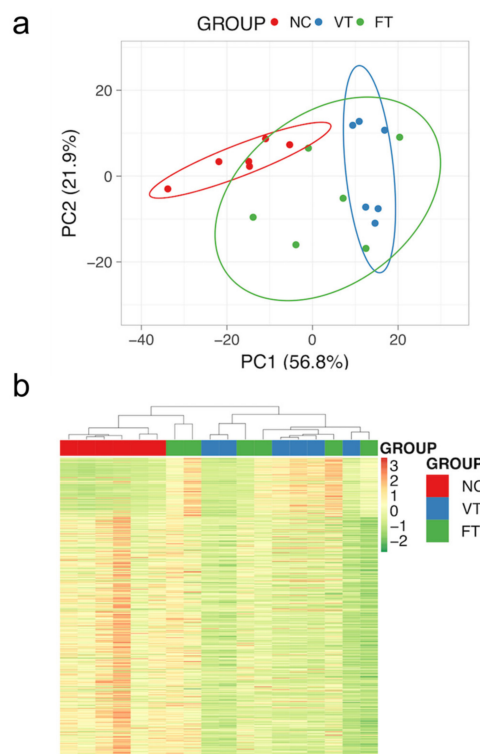 a
GROUP NC VT FT
20
0
−20
PC2 (21.9%)
−40 −20 0 20
PC1 (56.8%)
b
GROUP
3
2
1
0
−1
−2
GROUP
NC
VT
FT